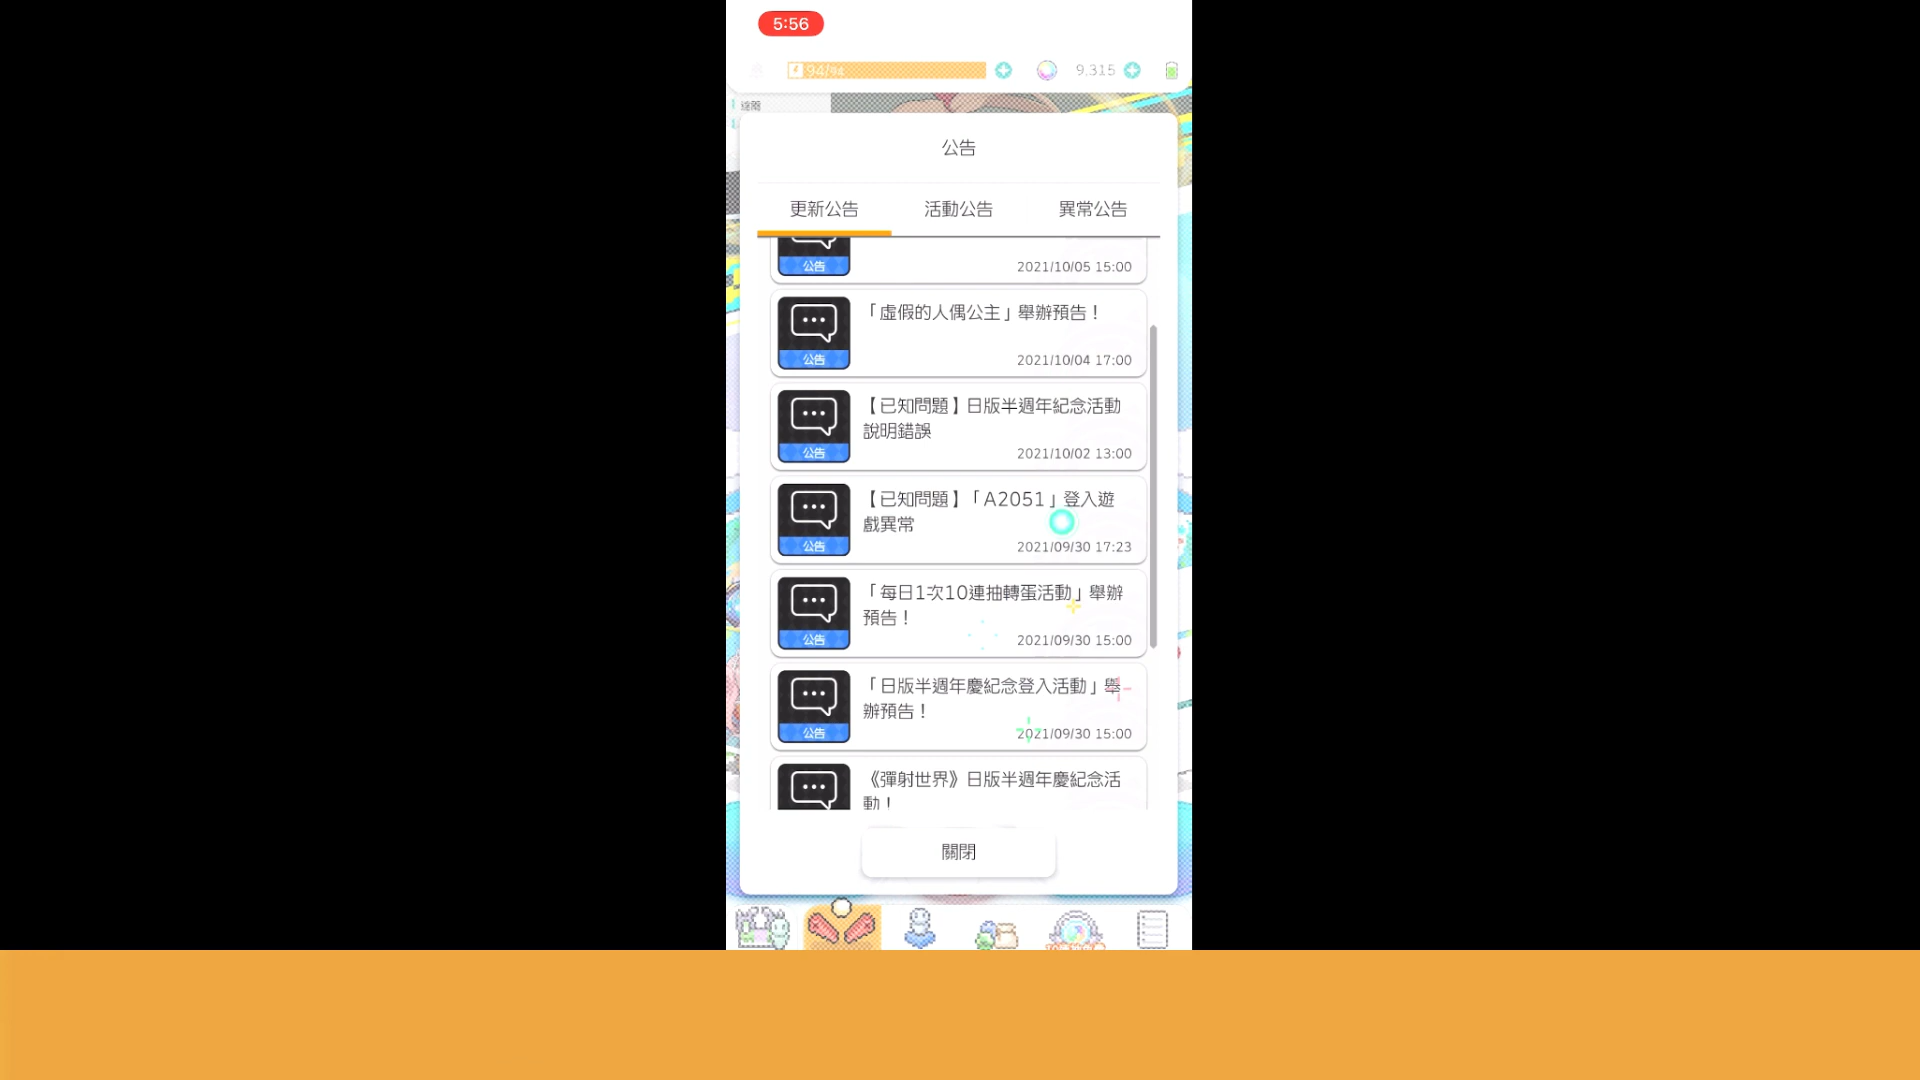 5:56
94/94
9.315
公告
更新公告
活動公告
異常公告
公告
2021/10/05 15:00
「虛假的人偶公主」舉辦預告！
公告
2021/10/04 17:00
【已知問題】日版半週年紀念活動
說明錯誤
公告
2021/10/02 13:00
【已知問題】「A2051」登入遊
戲異常
公告
2021/09/30 17:23
「每日1次10連抽轉蛋活動」舉辦
預告！
公告
2021/09/30 15:00
「日版半週年慶紀念登入活動」舉
辦預告！
公告
2021/09/30 15:00
《彈射世界》日版半週年慶紀念活
動！
關閉